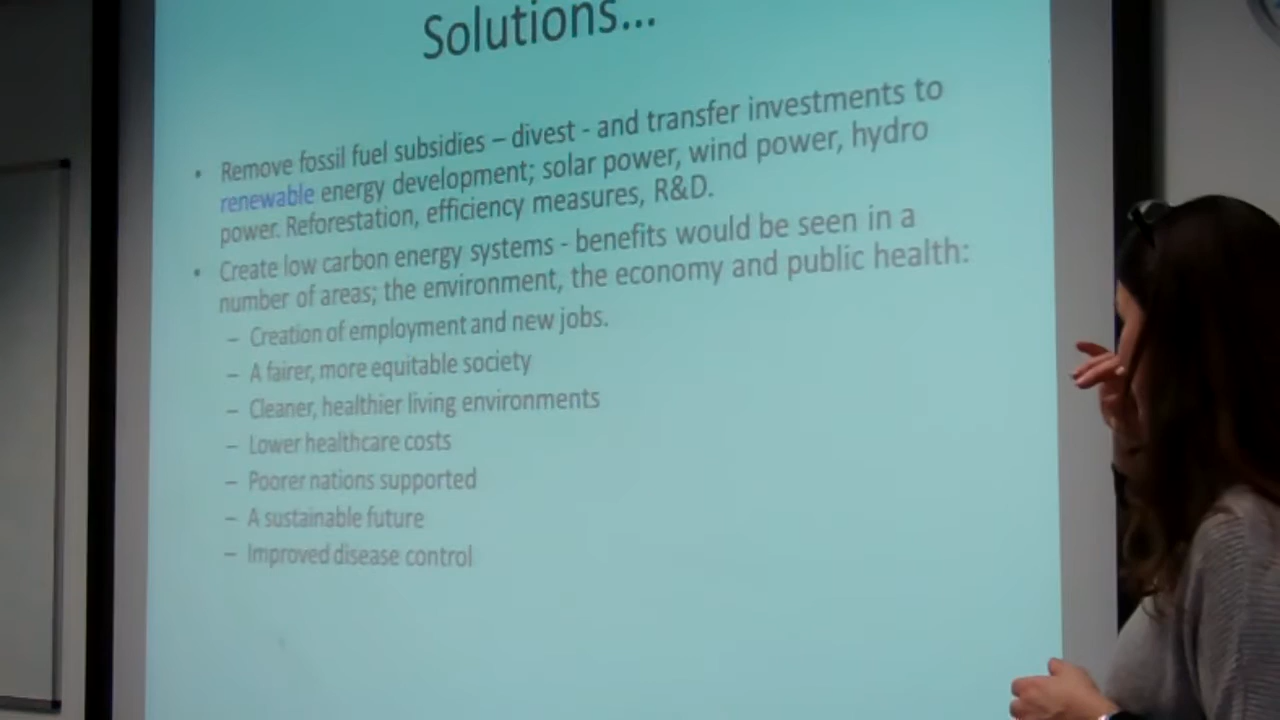 Solutions...
• Remove fossil fuel subsidies – divest - and transfer investments to
renewable energy development; solar power, wind power, hydro
power. Reforestation, efficiency measures, R&D.
• Create low carbon energy systems - benefits would be seen in a
number of areas; the environment, the economy and public health:
– Creation of employment and new jobs.
– A fairer, more equitable society
– Cleaner, healthier living environments
– Lower healthcare costs
– Poorer nations supported
– A sustainable future
– Improved disease control